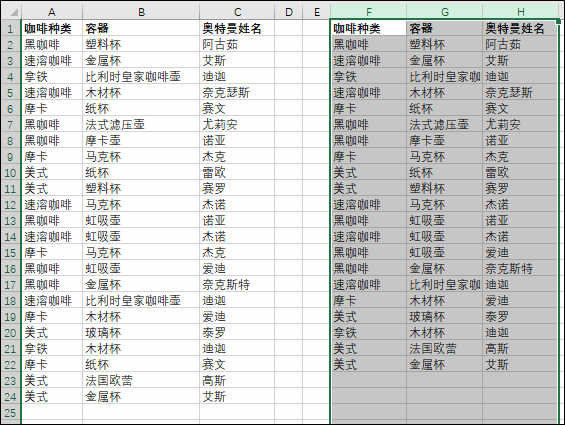 A B C D E F G H
1 咖啡种类 容器 奥特曼姓名 咖啡种类 容器 奥特曼姓名
2 黑咖啡 塑料杯 阿古茹 黑咖啡 塑料杯 阿古茹
3 速溶咖啡 金属杯 艾斯 速溶咖啡 金属杯 艾斯
4 拿铁 比利时皇家咖啡壶 迪迦 拿铁 比利时皇家咖 迪迦
5 速溶咖啡 木材杯 奈克瑟斯 速溶咖啡 木材杯 奈克瑟斯
6 摩卡 纸杯 赛文 摩卡 纸杯 赛文
7 黑咖啡 法式滤压壶 尤莉安 黑咖啡 法式滤压壶 尤莉安
8 黑咖啡 摩卡壶 诺亚 黑咖啡 摩卡壶 诺亚
9 摩卡 马克杯 杰克 摩卡 马克杯 杰克
10 美式 纸杯 雷欧 美式 纸杯 雷欧
11 美式 塑料杯 赛罗 美式 塑料杯 赛罗
12 速溶咖啡 马克杯 杰诺 速溶咖啡 马克杯 杰诺
13 黑咖啡 虹吸壶 诺亚 黑咖啡 虹吸壶 诺亚
14 速溶咖啡 虹吸壶 杰诺 速溶咖啡 虹吸壶 杰诺
15 摩卡 马克杯 杰克 黑咖啡 虹吸壶 爱迪
16 黑咖啡 虹吸壶 爱迪 黑咖啡 金属杯 奈克斯特
17 黑咖啡 金属杯 奈克斯特 速溶咖啡 比利时皇家咖 迪迦
18 速溶咖啡 比利时皇家咖啡壶 迪迦 摩卡 木材杯 爱迪
19 摩卡 木材杯 爱迪 美式 玻璃杯 泰罗
20 美式 玻璃杯 泰罗 拿铁 木材杯 迪迦
21 拿铁 木材杯 迪迦 美式 法国欧蕾 高斯
22 摩卡 纸杯 赛文 美式 金属杯 艾斯
23 美式 法国欧蕾 高斯
24 美式 金属杯 艾斯
25